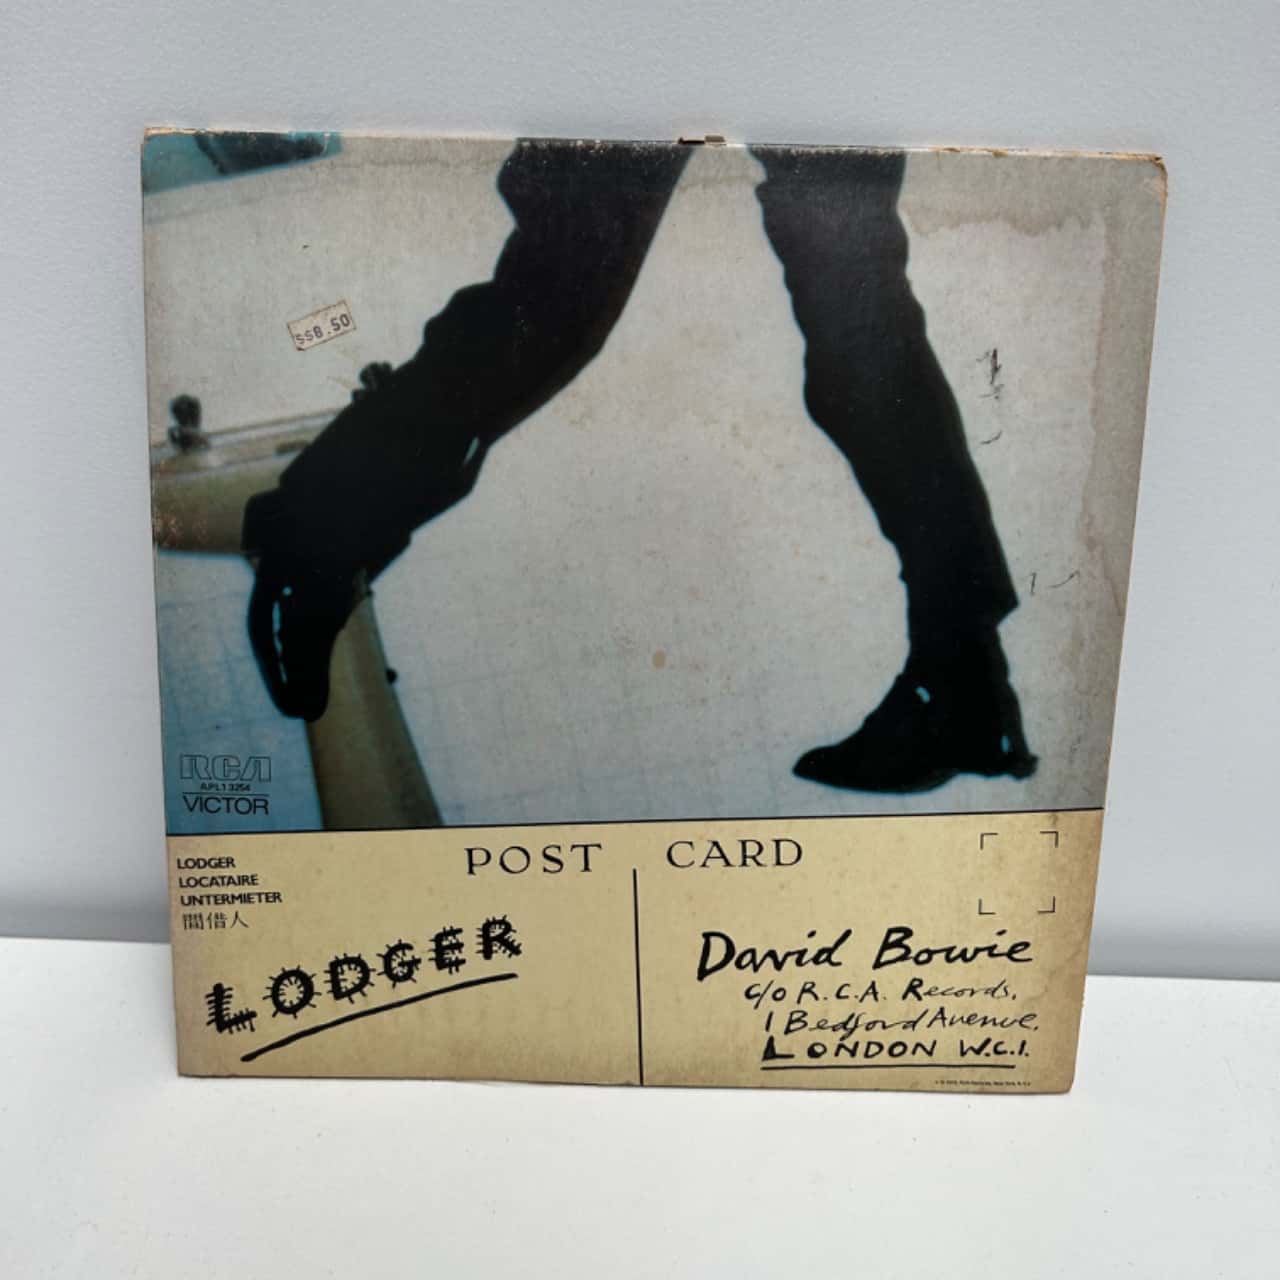 S$8.50
RCA
APL1 3254
VICTOR
LODGER
LOCATAIRE
UNTERMIETER
間借人
POST CARD
LODGER
David Bowie
c/o R.C.A. Records,
1 Bedford Avenue,
LONDON W.C.1.